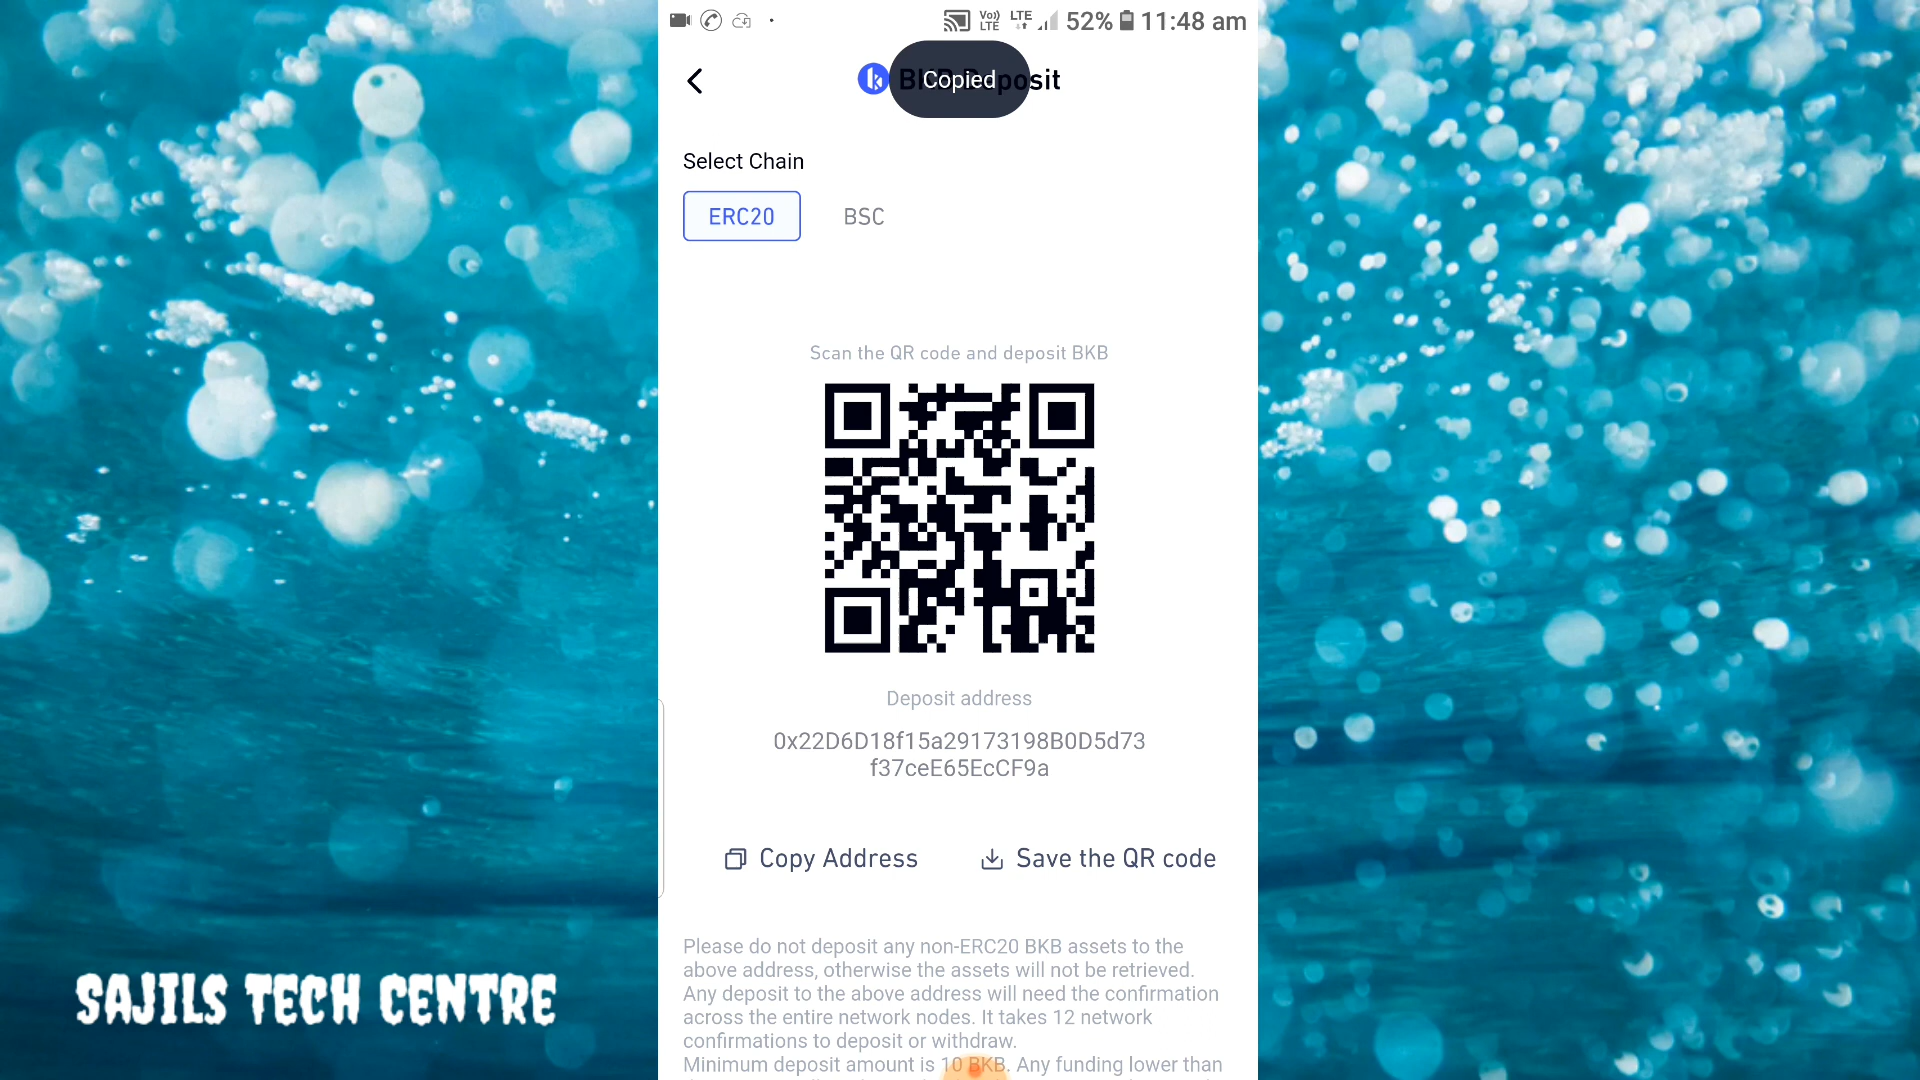 Vo))
LTE
LTE
52%
11:48 am
Copied
Select Chain
ERC20
BSC
Scan the QR code and deposit BKB
Deposit address
0x22D6D18f15a29173198B0D5d73
f37ceE65EcCF9a
Copy Address
Save the QR code
Please do not deposit any non-ERC20 BKB assets to the
above address, otherwise the assets will not be retrieved.
Any deposit to the above address will need the confirmation
across the entire network nodes. It takes 12 network
confirmations to deposit or withdraw.
Minimum deposit amount is 10 BKB. Any funding lower than
SAJILS TECH CENTRE